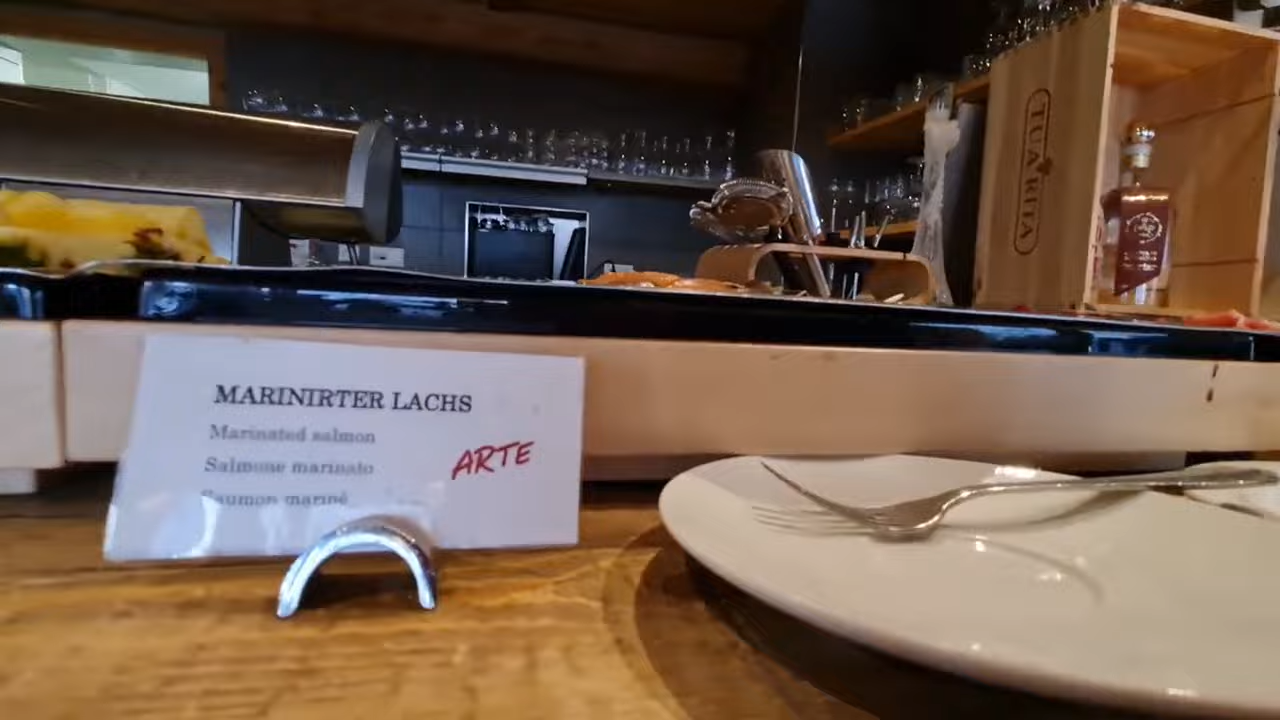 MARINIRTER LACHS
Marinated salmon
Salmone marinato
Saumon mariné
ARTE
TUA RITA